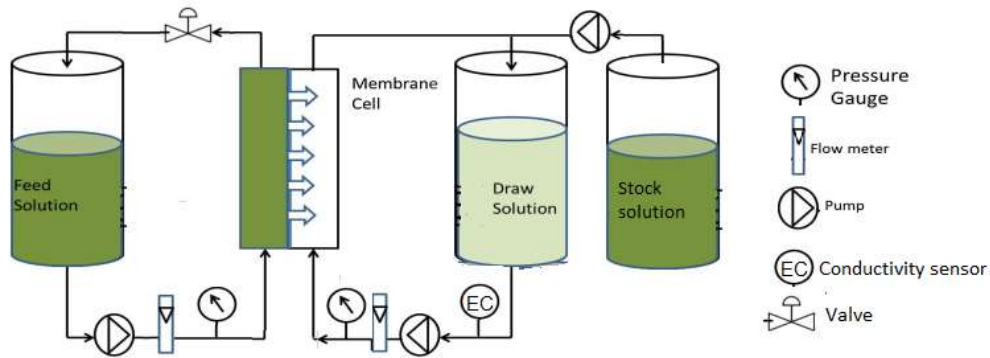 Membrane
Cell
Feed
Solution
Draw
Solution
Stock
solution
EC
Pressure
Gauge
Flow meter
Pump
EC
Conductivity sensor
Valve